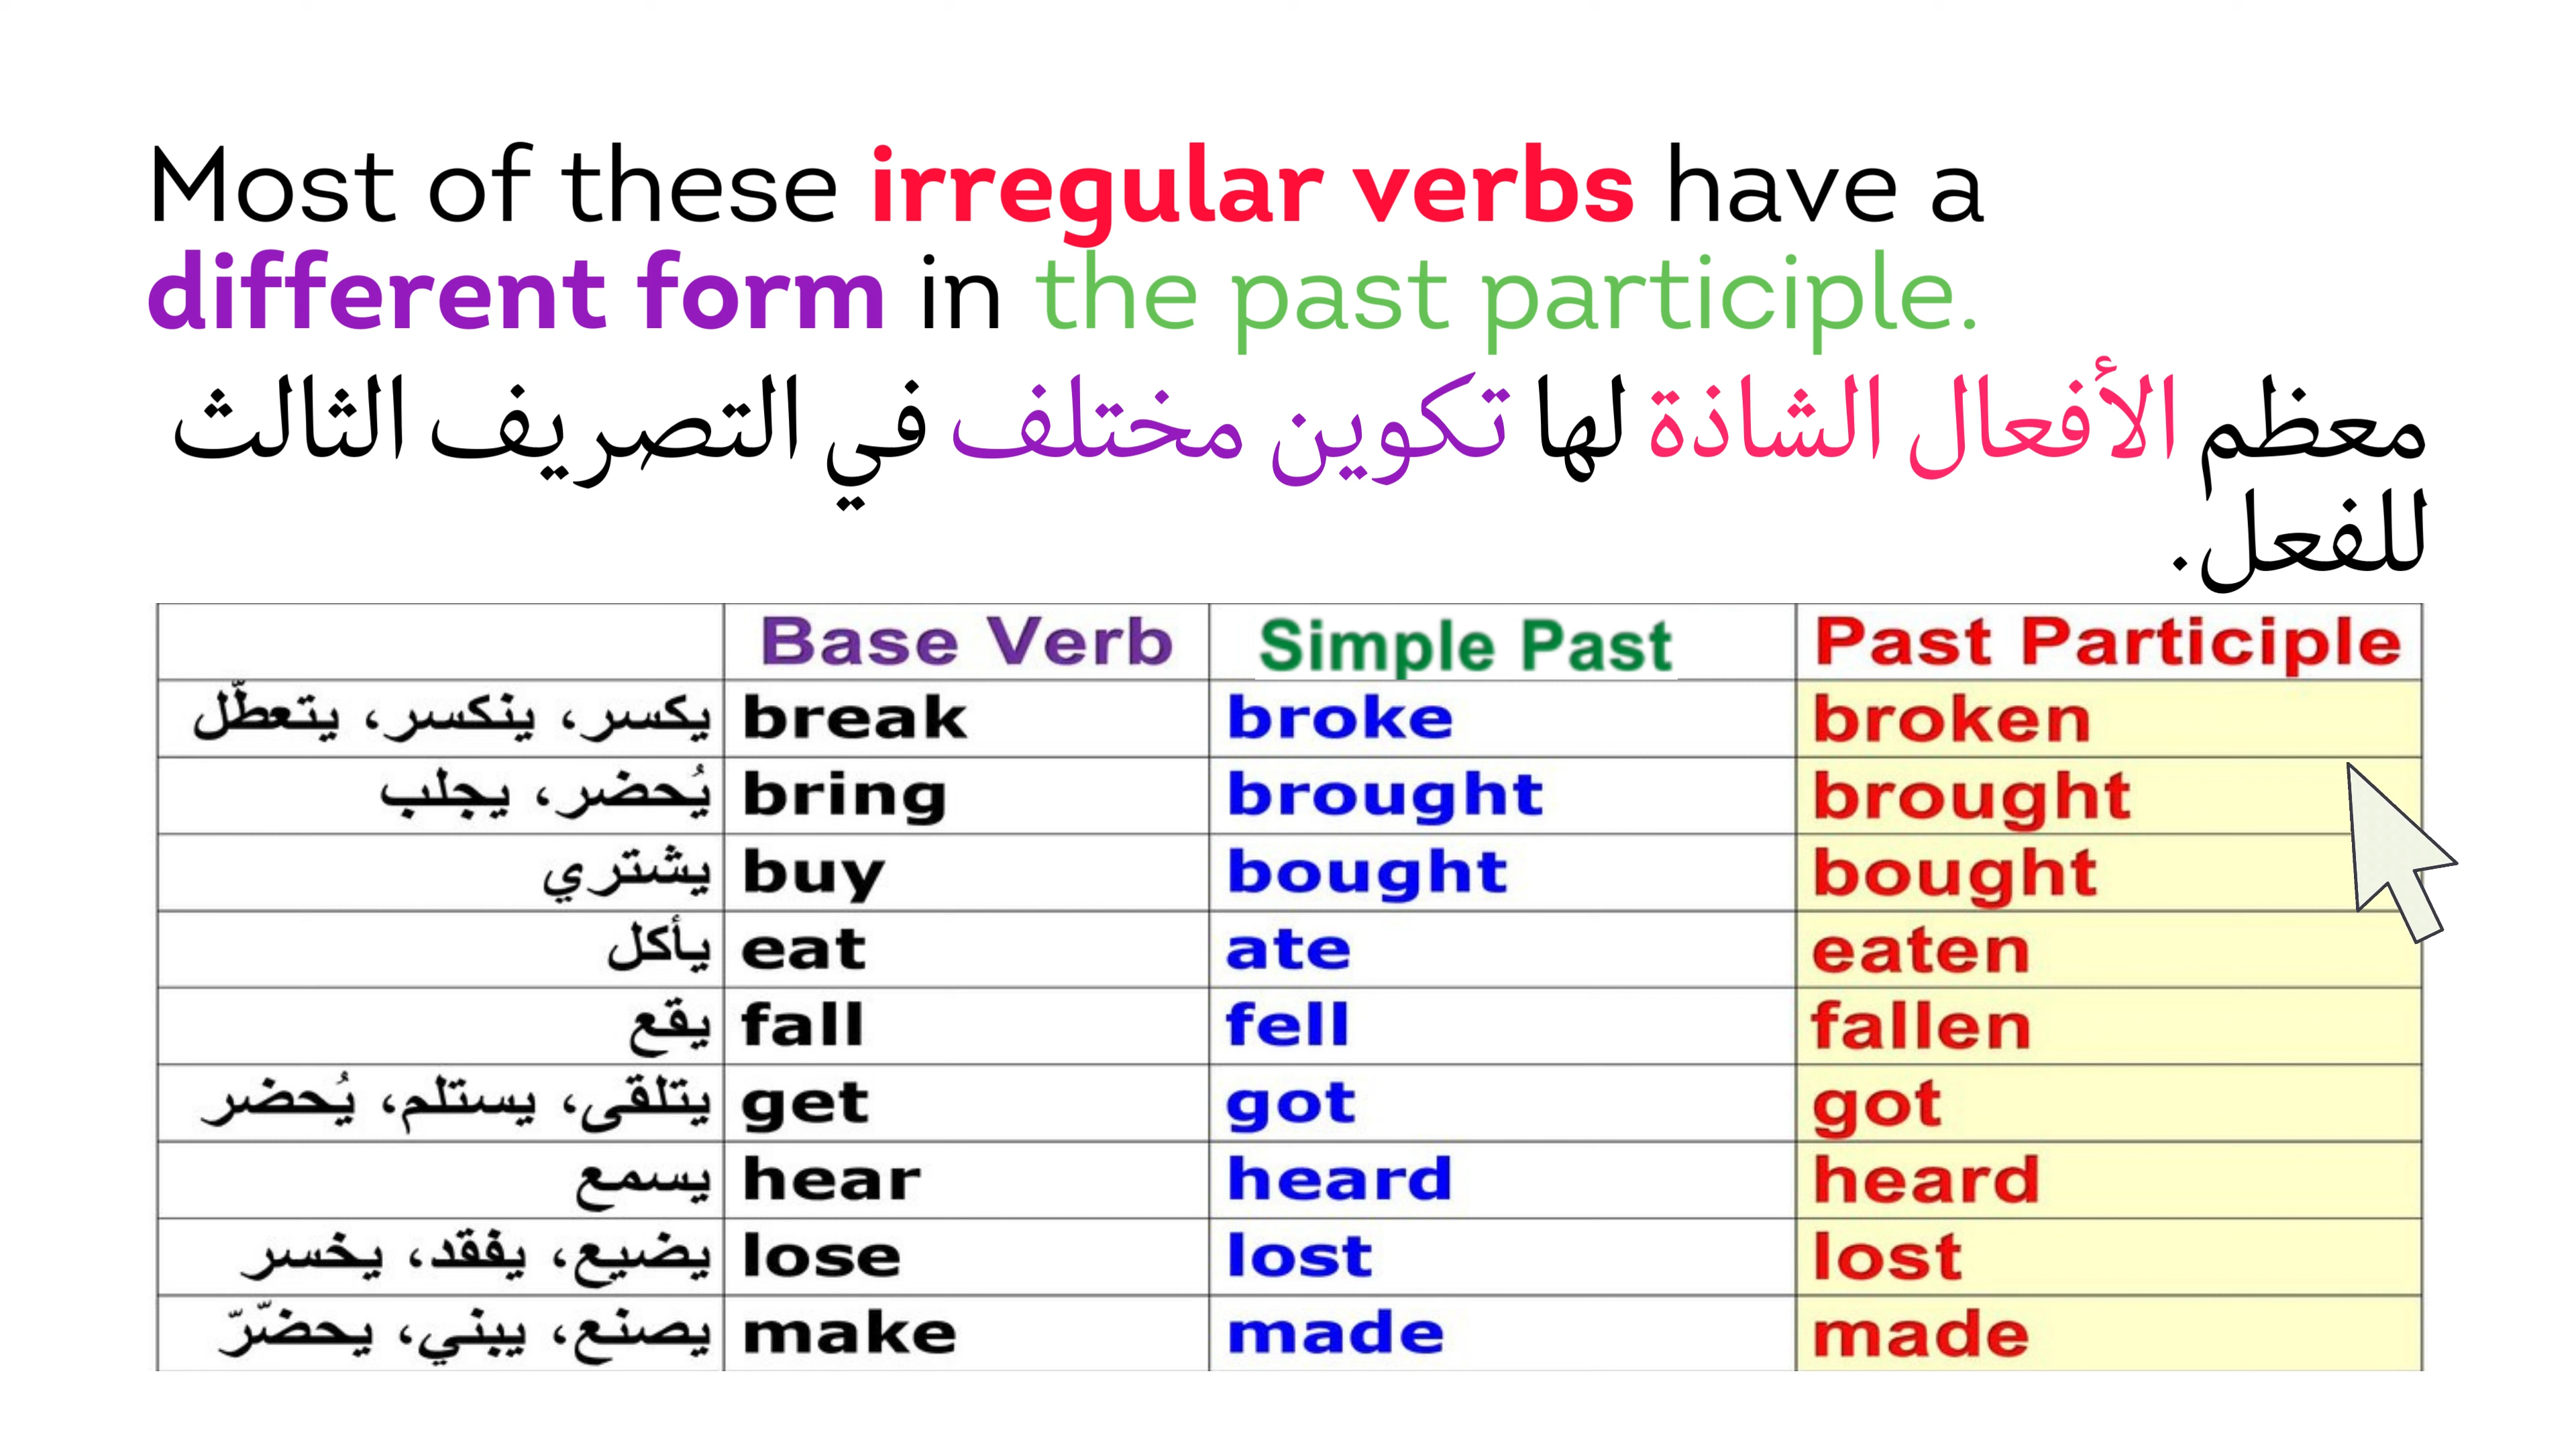 Most of these irregular verbs have a
different form in the past participle.
معظم الأفعال الشاذة لها تكوين مختلف في التصريف الثالث
للفعل.
Base Verb Simple Past Past Participle
يكسر، ينكسر، يتعطّل break broke broken
يُحضر، يجلب bring brought brought
يشتري buy bought bought
يأكل eat ate eaten
يقع fall fell fallen
يتلقى، يستلم، يُحضر get got got
يسمع hear heard heard
يضيع، يفقد، يخسر lose lost lost
يصنع، يبني، يحضّرّ make made made